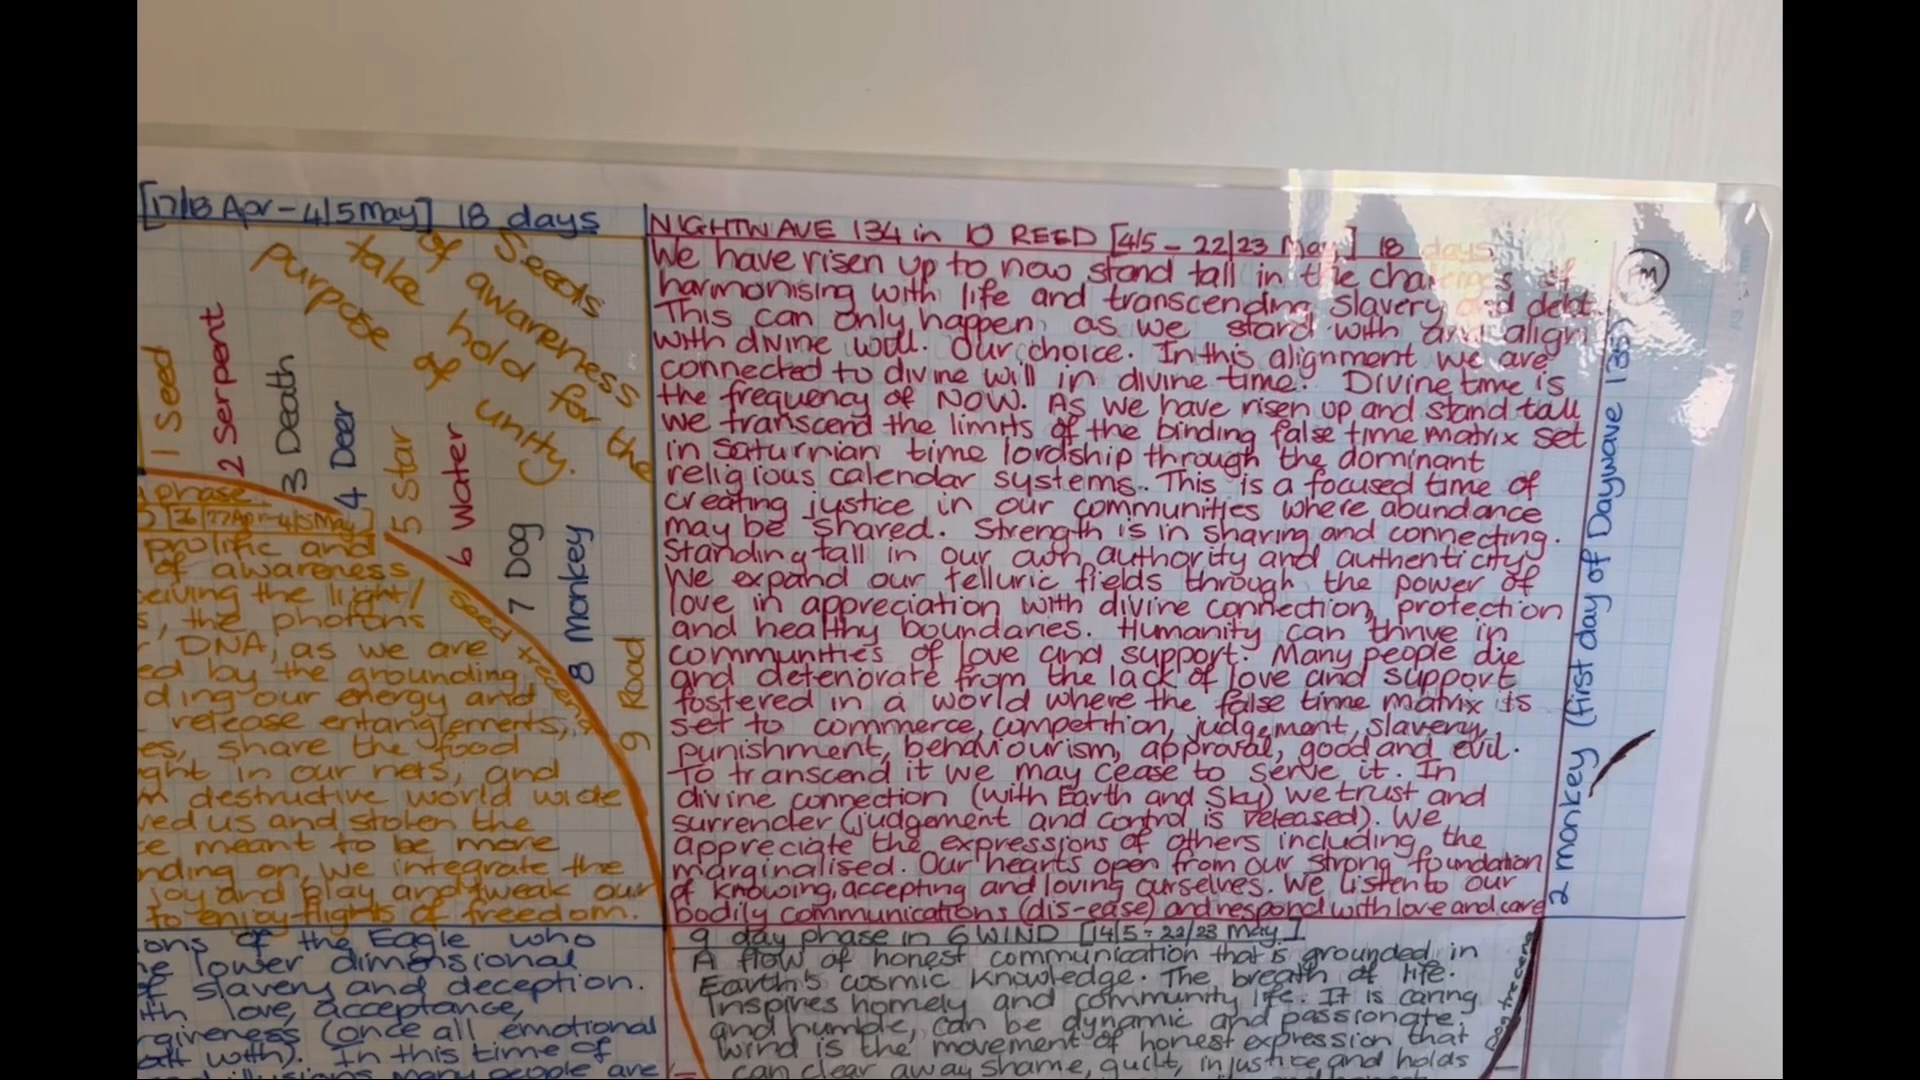 [17/18 Apr - 4/5 May] 18 days
Seeds
of awareness
take hold for the
purpose of unity.
1 Seed
2 Serpent
3 Death
4 Deer
5 Star
6 Water
7 Dog
8 Monkey
9 Road
phase
[26/27 Apr - 4/5 May]
prolific and
of awareness
the light/
the photons
DNA, as we are
by the grounding
our energy and
release entanglements,
share the food
in our nets, and
destructive world wide
us and stolen the
meant to be more
on, we integrate the
joy and play and tweak our
to enjoy flights of freedom.
seed
of the Eagle who
lower dimensional
slavery and deception.
love, acceptance,
(once all emotional
with). In this time of
many people are
NIGHTWAVE 134 in 10 REED [4/5 - 22/23 May] 18 days
We have risen up to now stand tall in the of
harmonising with life and transcending slavery and debt.
This can only happen as we stand with and align
with divine will. Our choice. In this alignment we are
connected to divine will in divine time. Divine time is
the frequency of NOW. As we have risen up and stand tall
we transcend the limits of the binding false time matrix set
in Saturnian time lordship through the dominant
religious calendar systems. This is a focused time of
creating justice in our communities where abundance
may be shared. Strength is in sharing and connecting.
Standing tall in our own authority and authenticity
We expand our telluric fields through the power of
love in appreciation with divine connection, protection
and healthy boundaries. Humanity can thrive in
communities of love and support. Many people die
and deteriorate from the lack of love and support
fostered in a world where the false time matrix is
set to commerce, competition, judgement, slavery,
punishment, behaviourism, approval, good and evil.
To transcend it we may cease to serve it. In
divine connection (with Earth and Sky) we trust and
surrender (judgement and control is released). We
appreciate the expressions of others including the
marginalised. Our hearts open from our strong foundation
of knowing, accepting and loving ourselves. We listen to our
bodily communications (dis-ease) and respond with love and care
9 day phase in 6 WIND [14/5 - 22/23 May]
A flow of honest communication that is grounded in
Earth's cosmic knowledge. The breath of life.
Inspires homely and community life. It is caring
and humble, can be dynamic and passionate.
Wind is the movement of honest expression that
can clear away shame, guilt, injustice and holds
2 monkey (first day of Daywave 135)